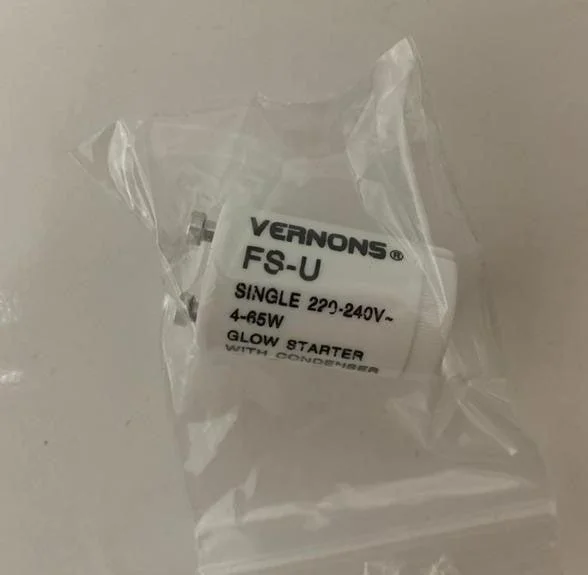 VERNONS®
FS-U
SINGLE 220-240V~
4-65W
GLOW STARTER
WITH CONDENSER